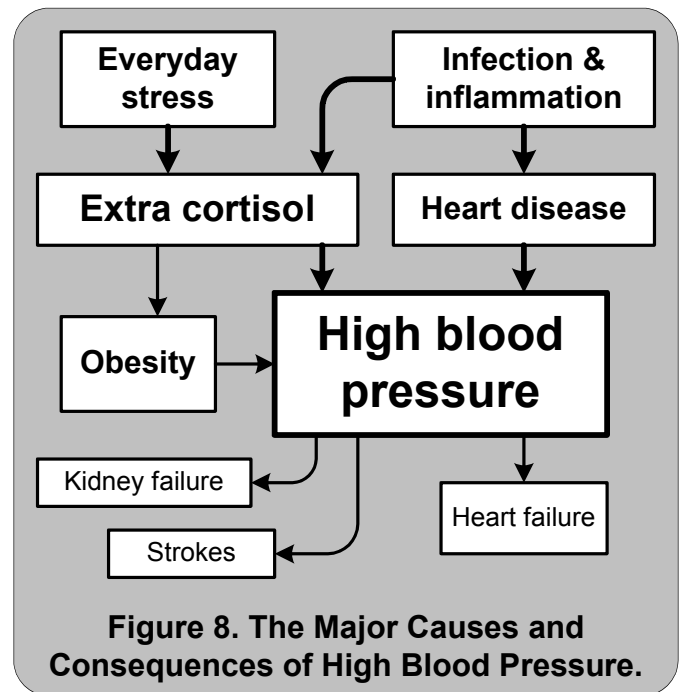 Everyday
stress
Infection &
inflammation
Extra cortisol
Heart disease
Obesity
High blood
pressure
Kidney failure
Strokes
Heart failure
Figure 8. The Major Causes and
Consequences of High Blood Pressure.